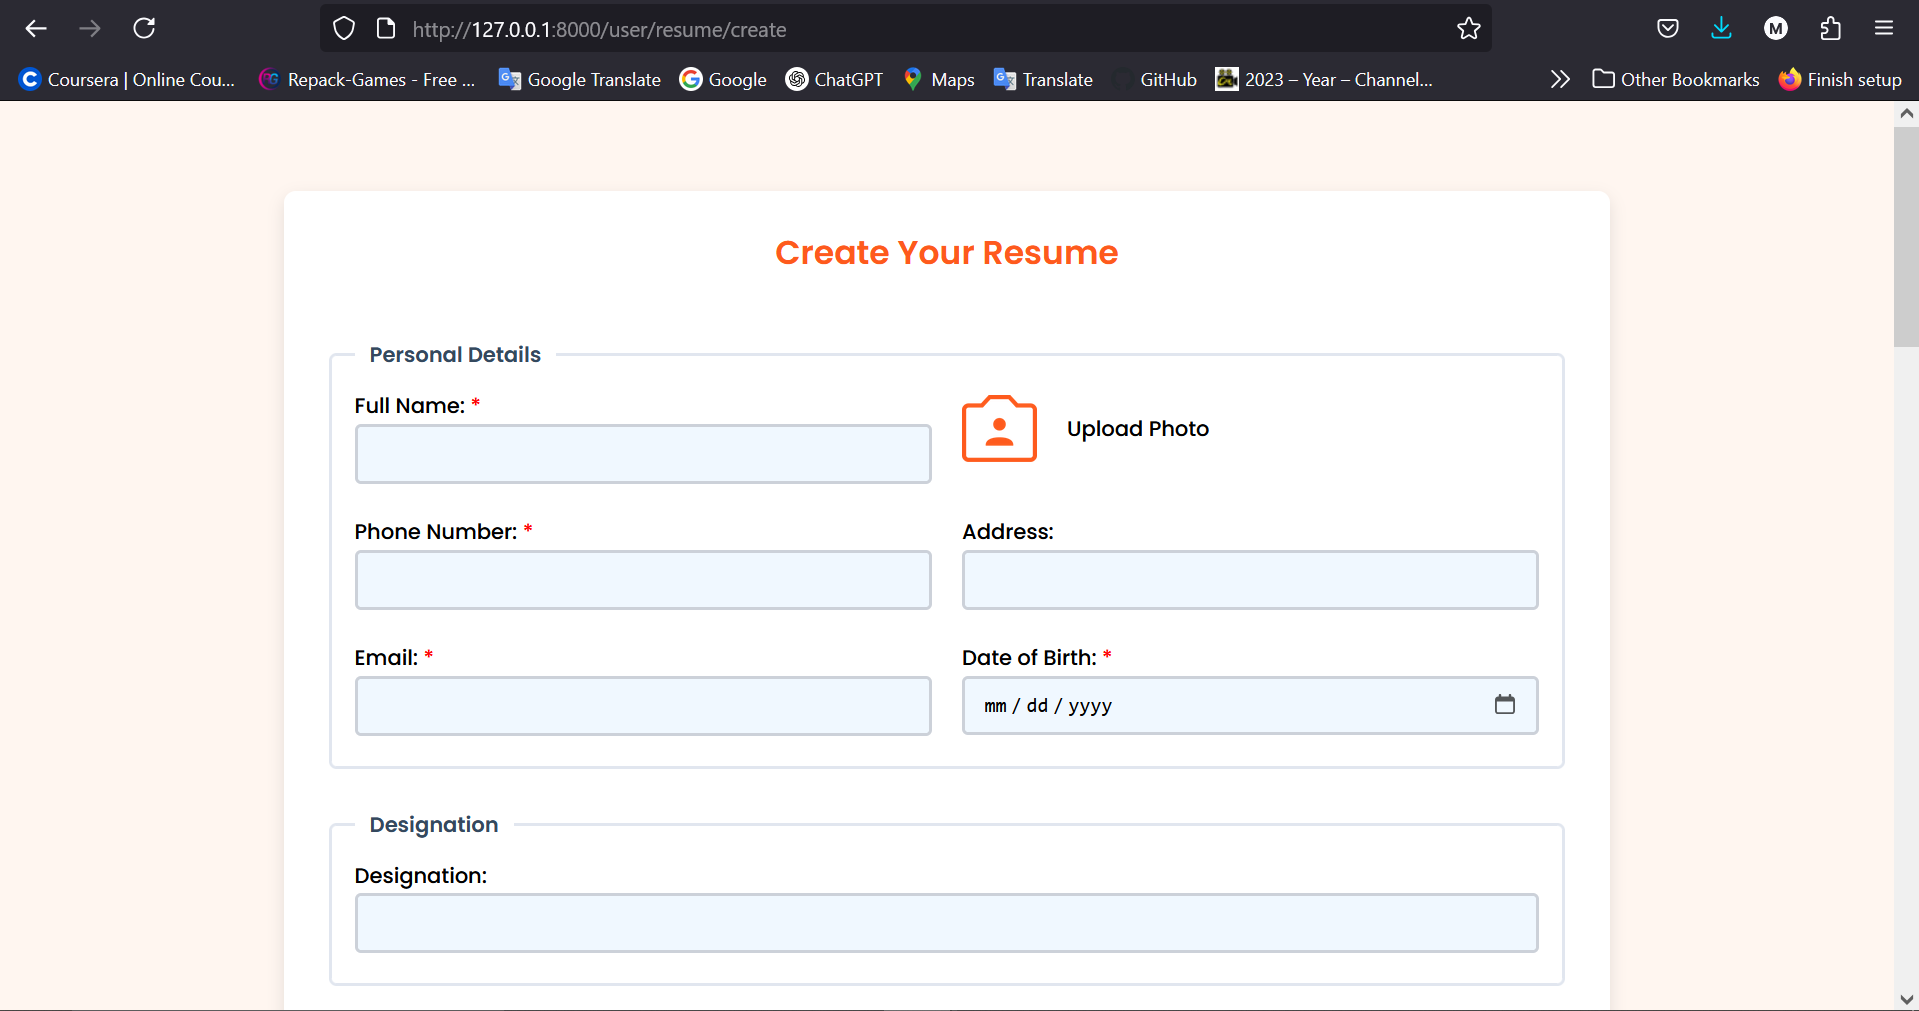 http://127.0.0.1:8000/user/resume/create
M
Coursera | Online Cou...
Repack-Games - Free ...
Google Translate
Google
ChatGPT
Maps
Translate
GitHub
2023 – Year – Channel...
Other Bookmarks
Finish setup
Create Your Resume
Personal Details
Full Name: *
Upload Photo
Phone Number: *
Address:
Email: *
Date of Birth: *
mm / dd / yyyy
Designation
Designation: